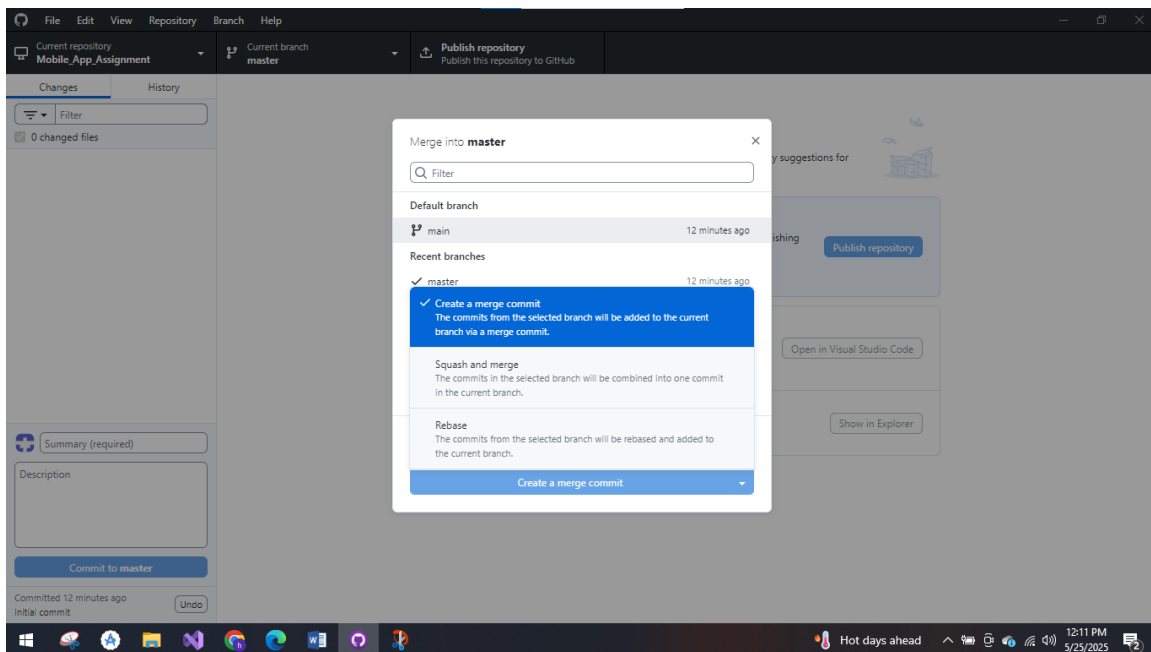 File Edit View Repository Branch Help
Current repository
Mobile_App_Assignment
Current branch
master
Publish repository
Publish this repository to GitHub
Changes History
Filter
0 changed files
Merge into master
Filter
Default branch
main 12 minutes ago
Recent branches
master 12 minutes ago
Create a merge commit
The commits from the selected branch will be added to the current
branch via a merge commit.
Squash and merge
The commits in the selected branch will be combined into one commit
in the current branch.
Rebase
The commits from the selected branch will be rebased and added to
the current branch.
Create a merge commit
y suggestions for
ishing
Publish repository
Open in Visual Studio Code
Show in Explorer
Summary (required)
Description
Commit to master
Committed 12 minutes ago
Initial commit
Undo
Hot days ahead
12:11 PM
5/25/2025
2